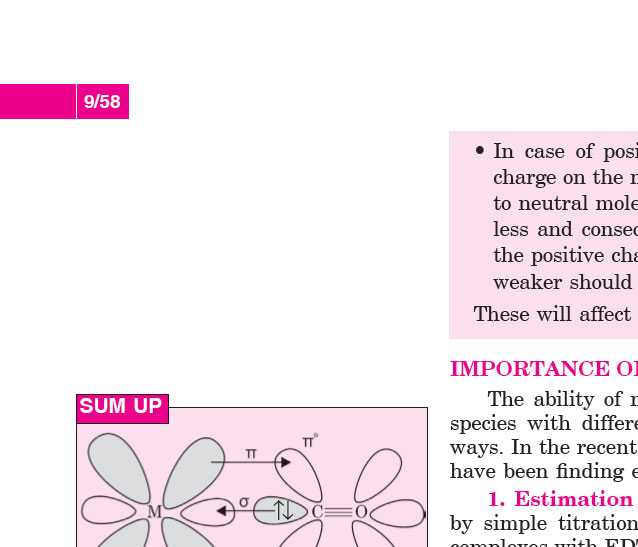 9/58
• In case of posi
charge on the
to neutral mole
less and consec
the positive cha
weaker should
These will affect
IMPORTANCE O
The ability of
species with differe
ways. In the recent
have been finding e
1. Estimation
by simple titration
complexes with EDT
SUM UP
π π*
σ
M ↑↓ C≡O